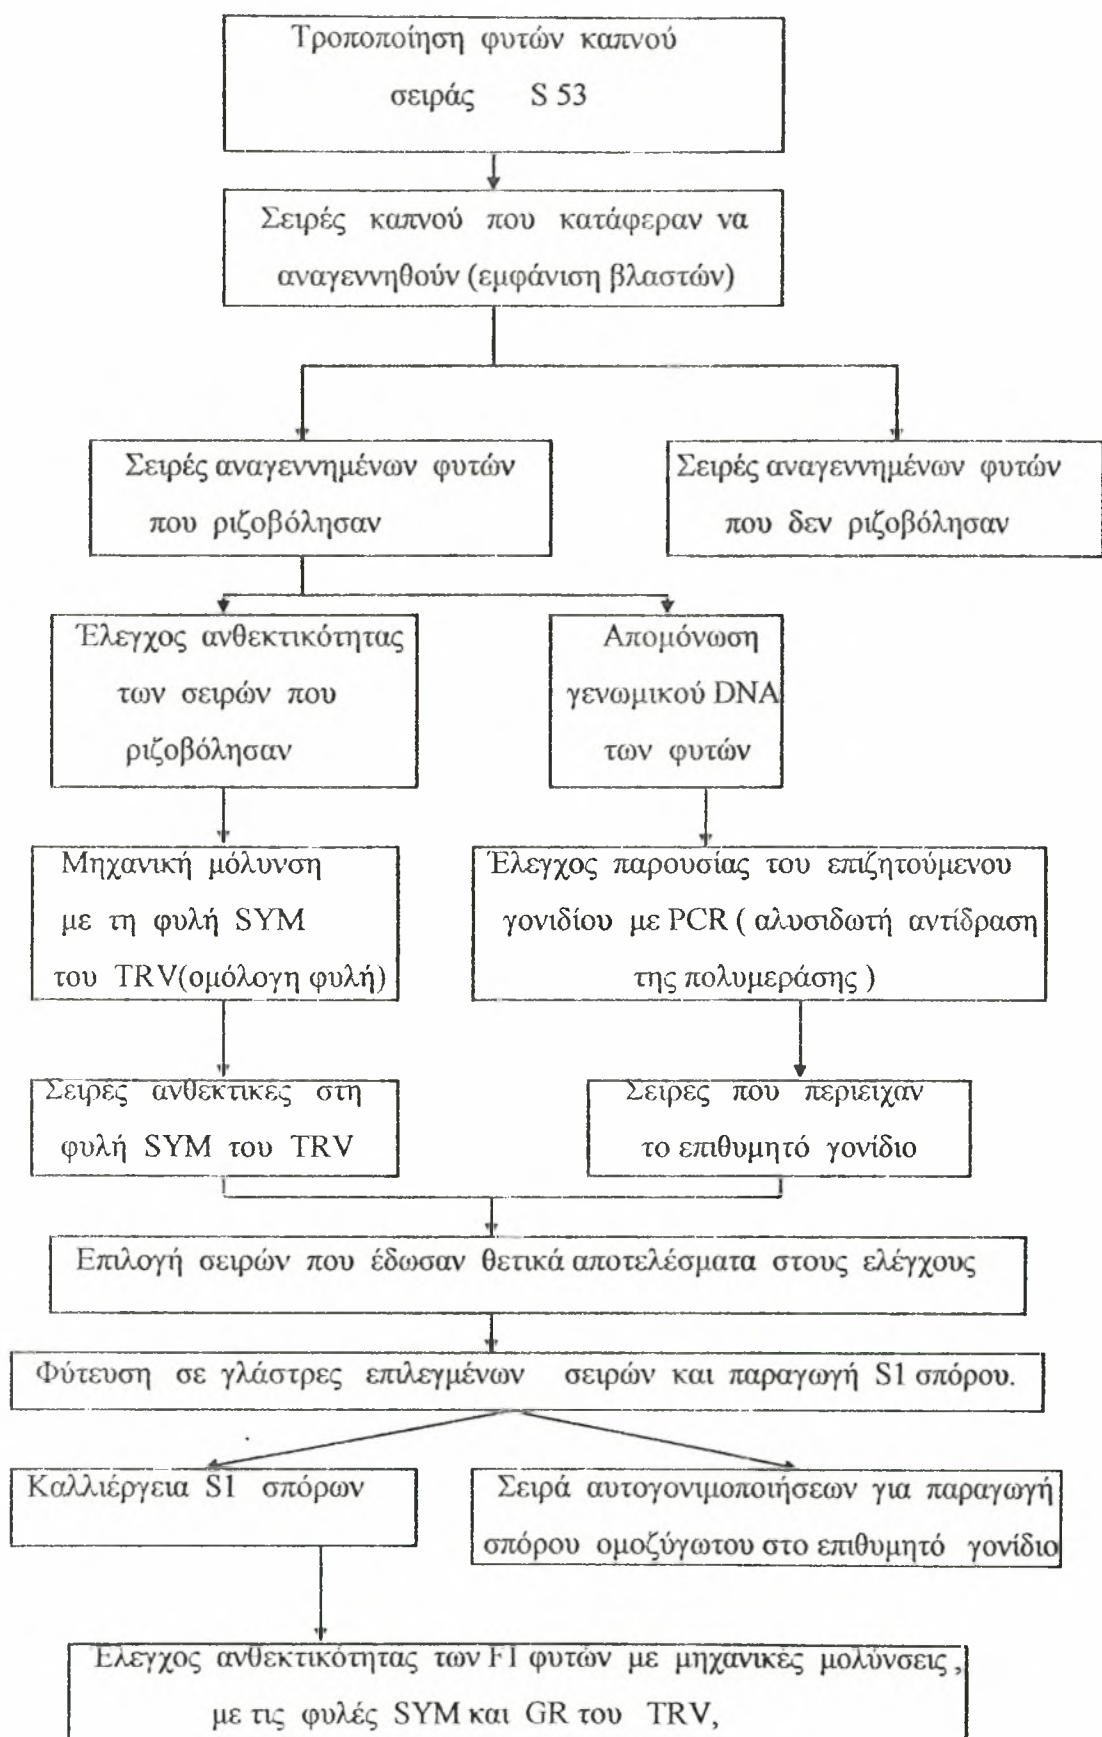 Τροποποίηση φυτών καπνού
σειράς S 53
Σειρές καπνού που κατάφεραν να
αναγεννηθούν (εμφάνιση βλαστών)
Σειρές αναγεννημένων φυτών
που ριζοβόλησαν
Σειρές αναγεννημένων φυτών
που δεν ριζοβόλησαν
Έλεγχος ανθεκτικότητας
των σειρών που
ριζοβόλησαν
Απομόνωση
γενωμικού DNA
των φυτών
Μηχανική μόλυνση
με τη φυλή SYM
του TRV(ομόλογη φυλή)
Έλεγχος παρουσίας του επιζητούμενου
γονιδίου με PCR ( αλυσιδωτή αντίδραση
της πολυμεράσης )
Σειρές ανθεκτικες στη
φυλή SYM του TRV
Σειρες που περιειχαν
το επιθυμητό γονίδιο
Επιλογή σειρών που έδωσαν θετικά αποτελέσματα στους ελέγχους
Φύτευση σε γλάστρες επιλεγμένων σειρών και παραγωγή S1 σπόρου.
Καλλιέργεια S1 σπόρων
Σειρά αυτογονιμοποιήσεων για παραγωγή
σπόρου ομοζύγωτου στο επιθυμητό γονίδιο
Έλεγχος ανθεκτικότητας των F1 φυτών με μηχανικές μολύνσεις ,
με τις φυλές SYM και GR του TRV,